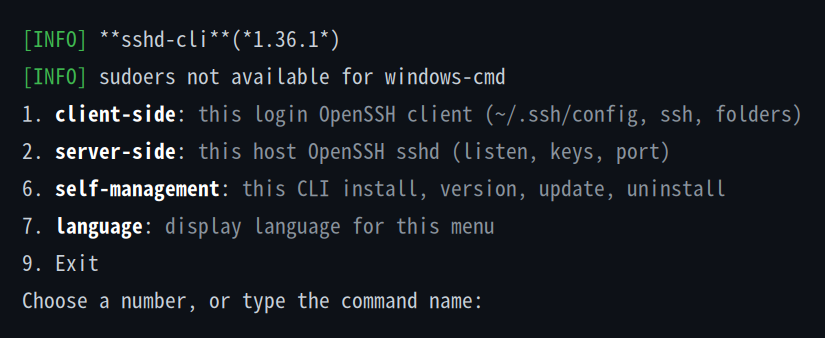 [INFO] **sshd-cli**(*1.36.1*)
[INFO] sudoers not available for windows-cmd
1. client-side: this login OpenSSH client (~/.ssh/config, ssh, folders)
2. server-side: this host OpenSSH sshd (listen, keys, port)
6. self-management: this CLI install, version, update, uninstall
7. language: display language for this menu
9. Exit
Choose a number, or type the command name: